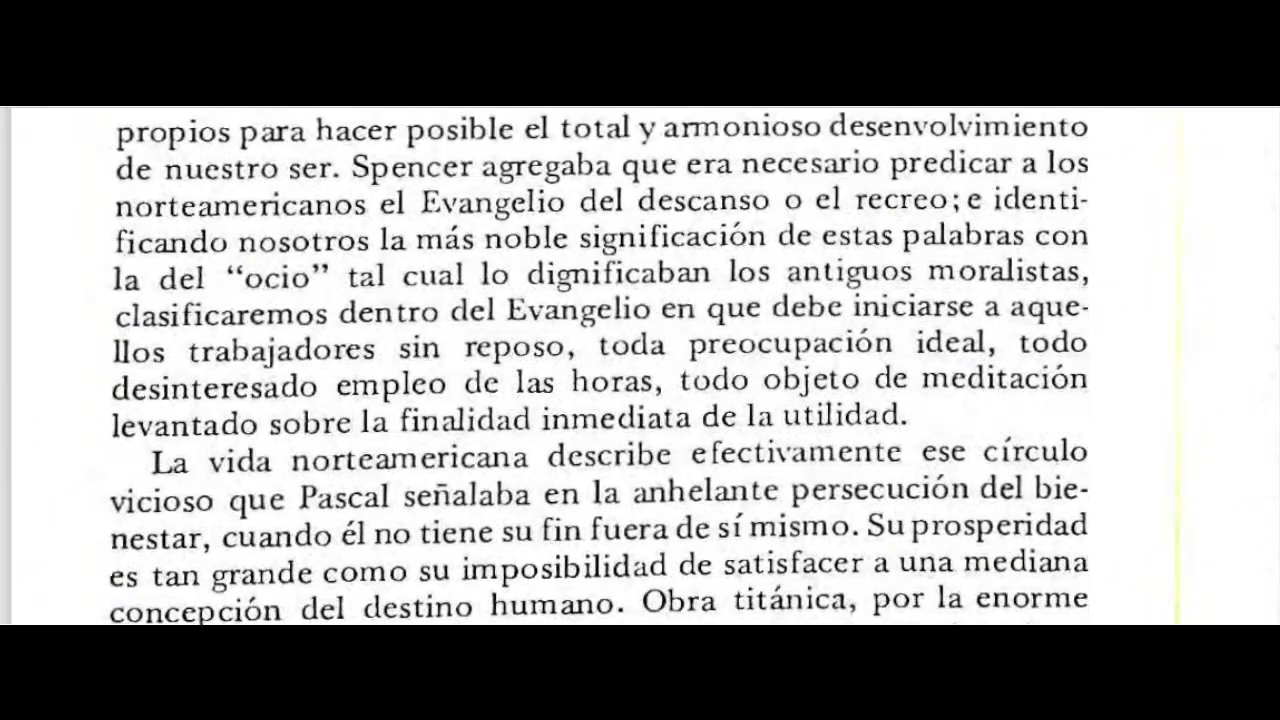 propios para hacer posible el total y armonioso desenvolvimiento
de nuestro ser. Spencer agregaba que era necesario predicar a los
norteamericanos el Evangelio del descanso o el recreo; e identi-
ficando nosotros la más noble significación de estas palabras con
la del “ocio” tal cual lo dignificaban los antiguos moralistas,
clasificaremos dentro del Evangelio en que debe iniciarse a aque-
llos trabajadores sin reposo, toda preocupación ideal, todo
desinteresado empleo de las horas, todo objeto de meditación
levantado sobre la finalidad inmediata de la utilidad.
La vida norteamericana describe efectivamente ese círculo
vicioso que Pascal señalaba en la anhelante persecución del bie-
nestar, cuando él no tiene su fin fuera de sí mismo. Su prosperidad
es tan grande como su imposibilidad de satisfacer a una mediana
concepción del destino humano. Obra titánica, por la enorme